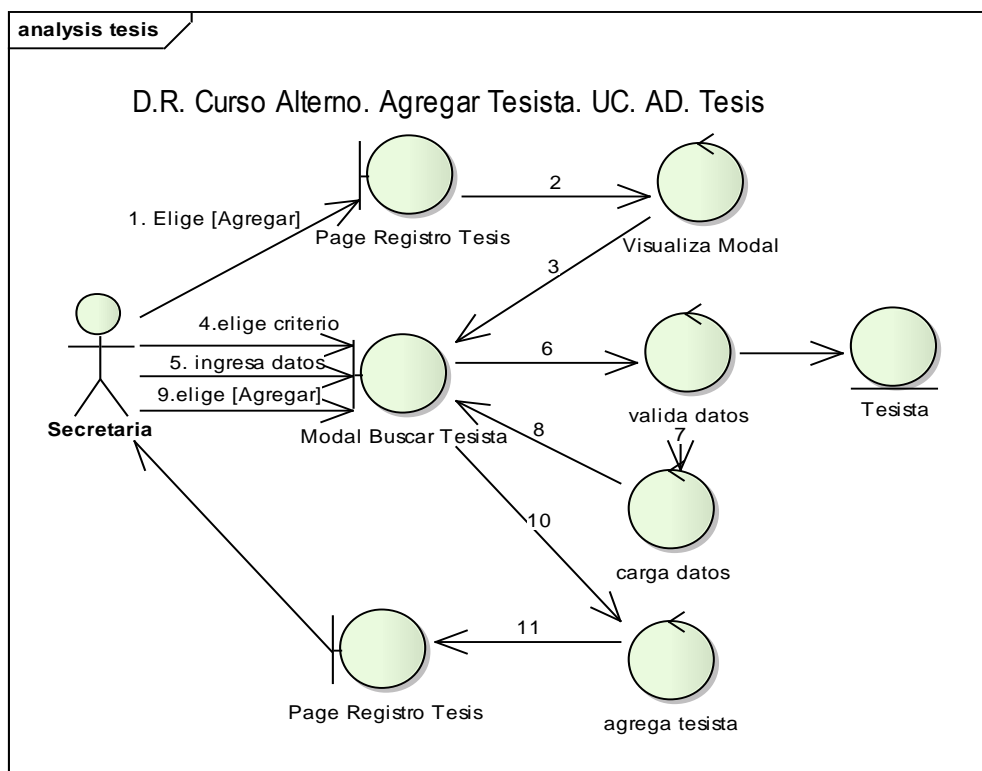 analysis tesis
D.R. Curso Alterno. Agregar Tesista. UC. AD. Tesis
1. Elige [Agregar]
Page Registro Tesis
2
Visualiza Modal
3
4.elige criterio
5. ingresa datos
9.elige [Agregar]
Secretaria
Modal Buscar Tesista
6
valida datos
Tesista
7
8
carga datos
10
11
Page Registro Tesis
agrega tesista